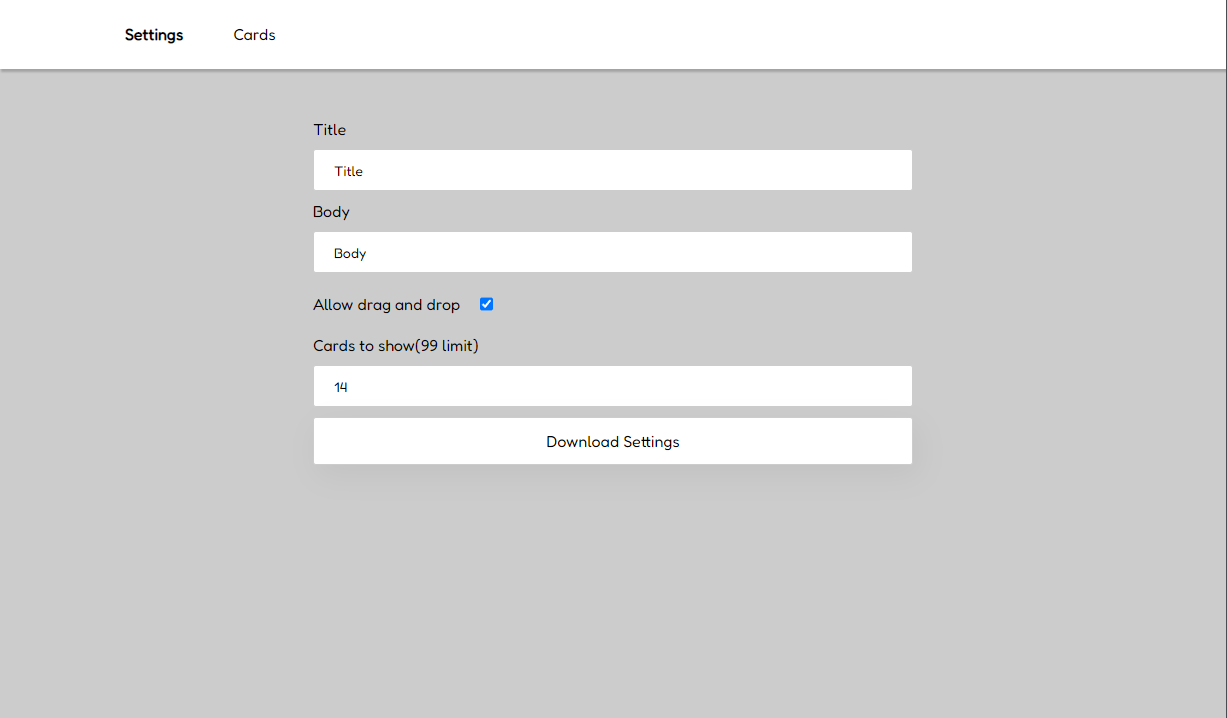 Settings Cards
Title
Title
Body
Body
Allow drag and drop
Cards to show(99 limit)
14
Download Settings